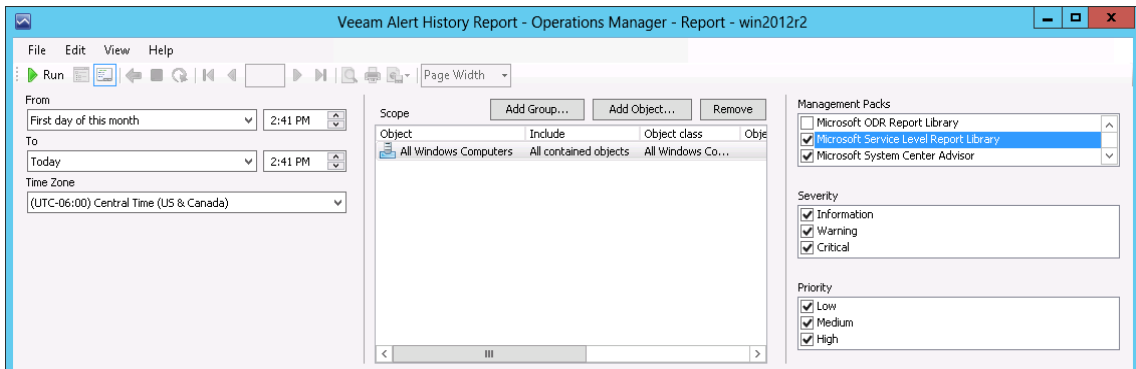 Veeam Alert History Report - Operations Manager - Report - win2012r2
File Edit View Help
Run Page Width
From
First day of this month 2:41 PM
To
Today 2:41 PM
Time Zone
(UTC-06:00) Central Time (US & Canada)
Scope Add Group... Add Object... Remove
Object Include Object class Obje
All Windows Computers All contained objects All Windows Co...
Management Packs
Microsoft ODR Report Library
Microsoft Service Level Report Library
Microsoft System Center Advisor
Severity
Information
Warning
Critical
Priority
Low
Medium
High